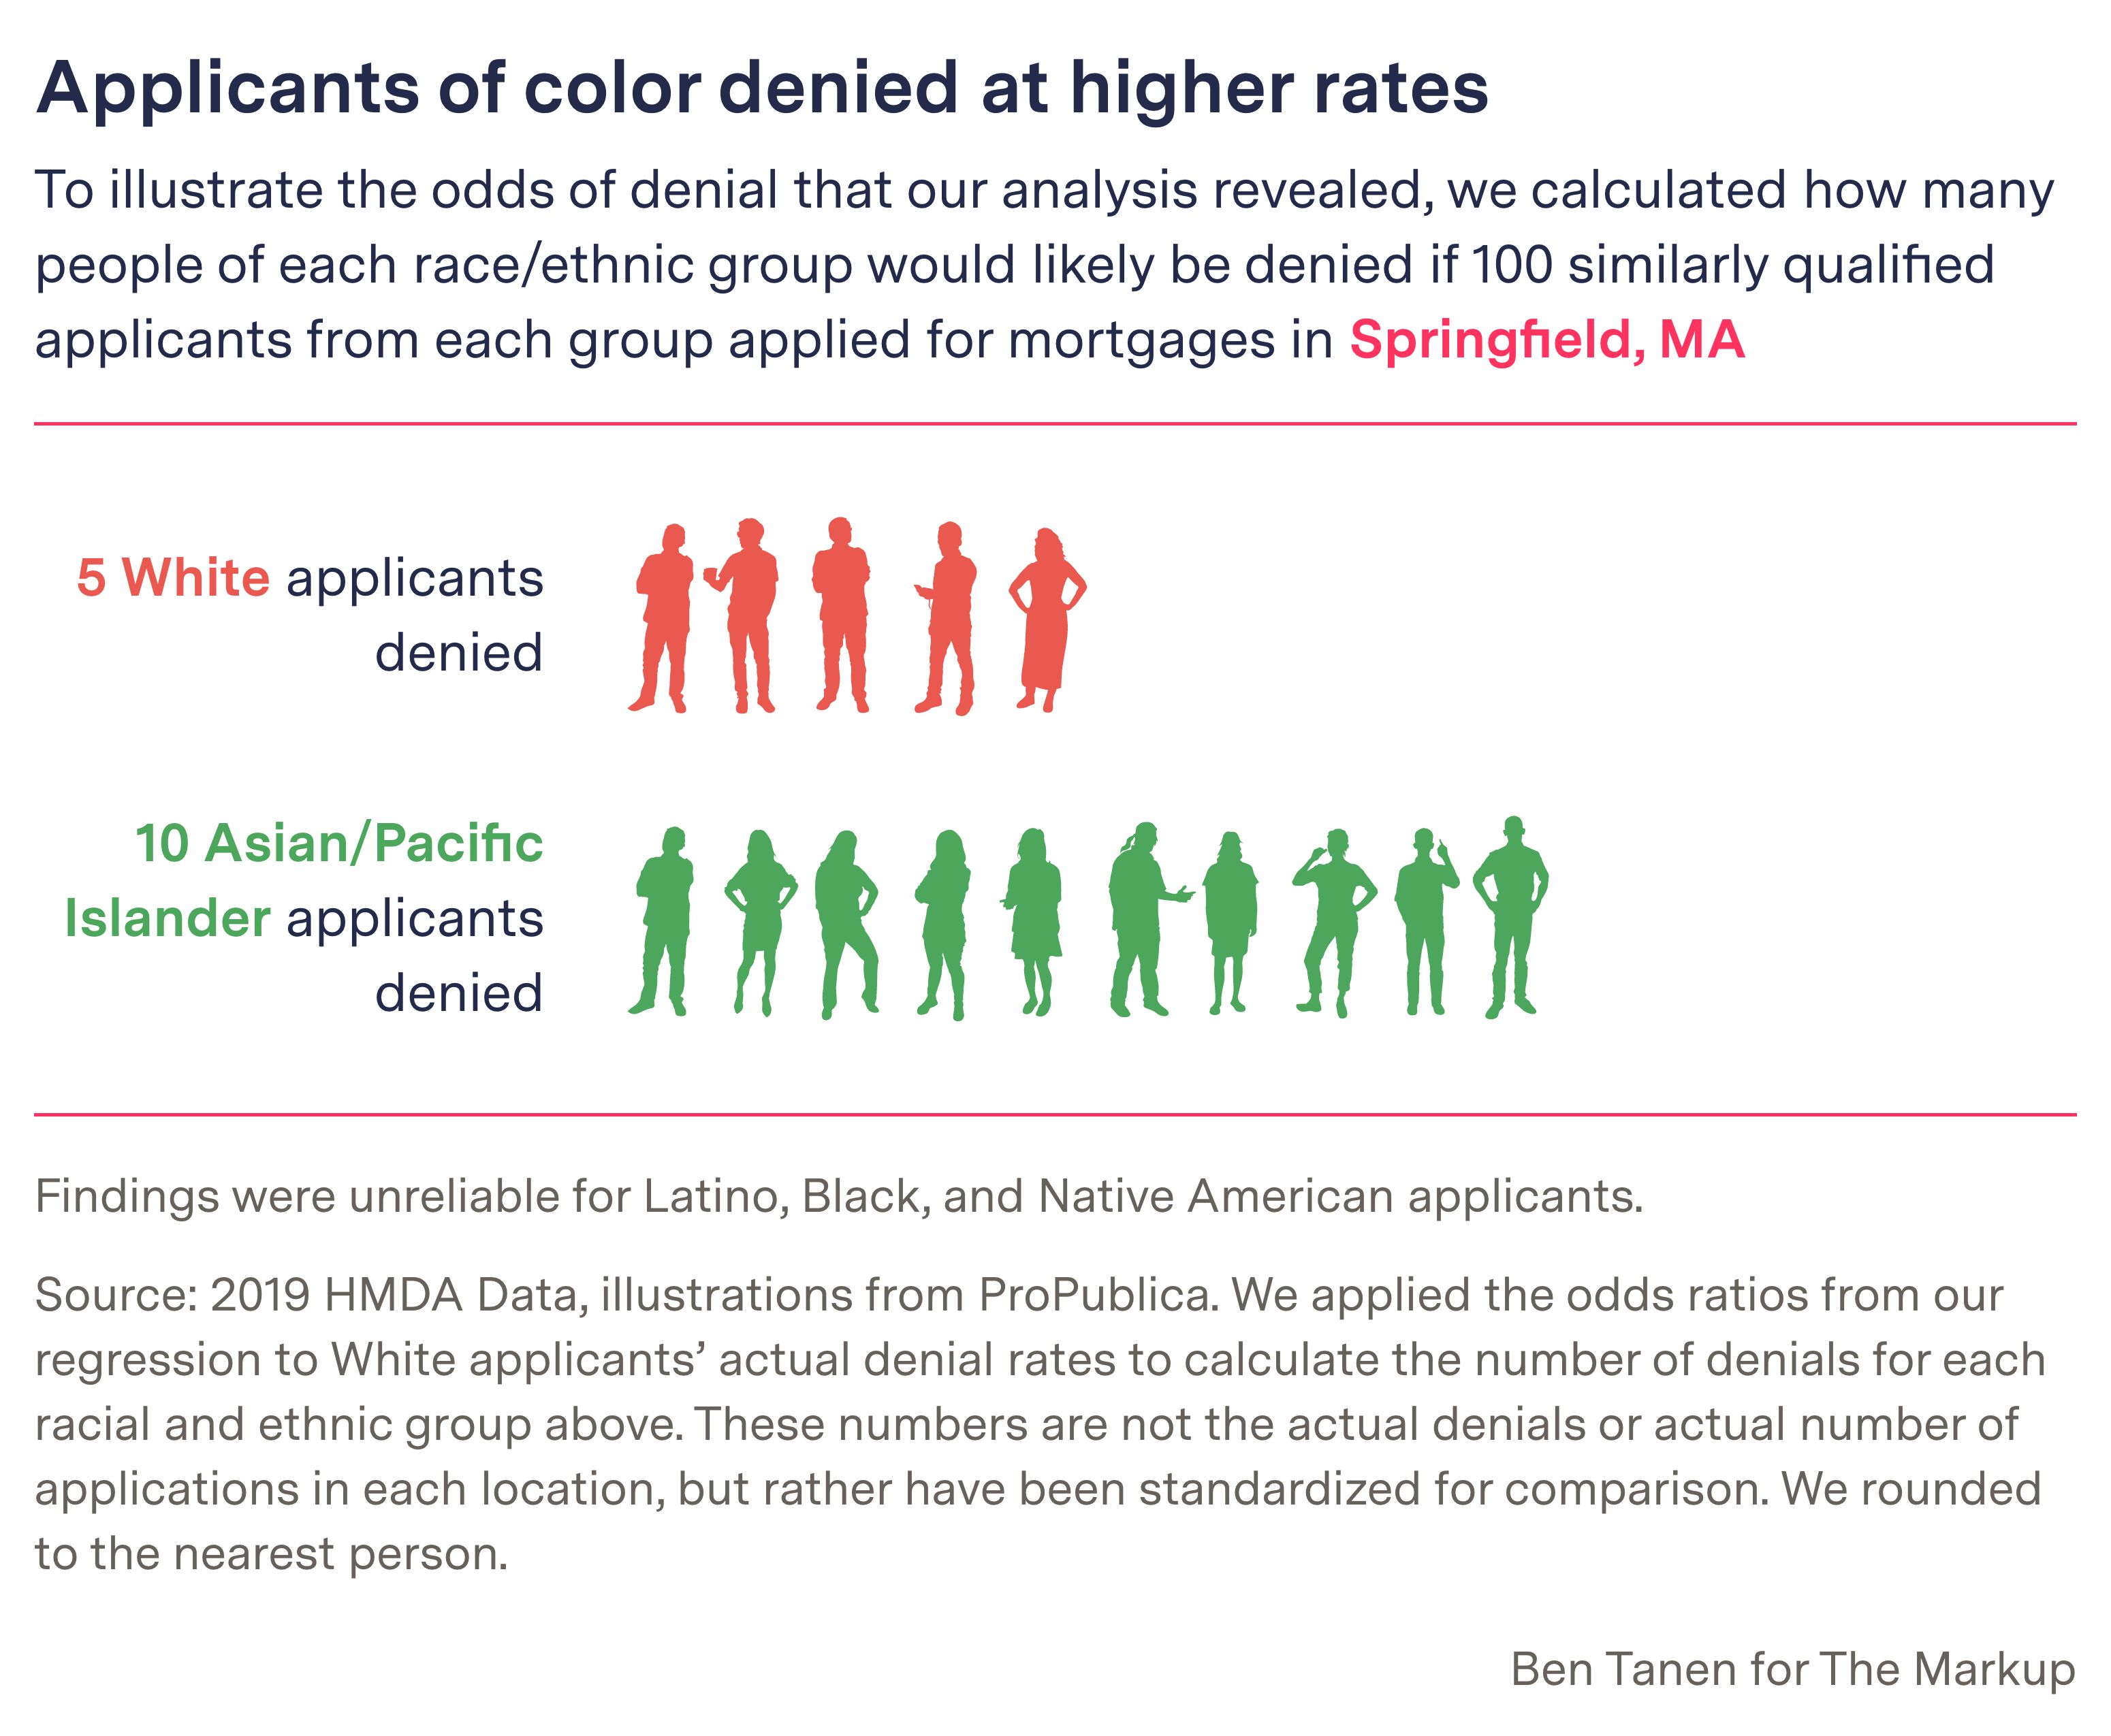 Applicants of color denied at higher rates
To illustrate the odds of denial that our analysis revealed, we calculated how many
people of each race/ethnic group would likely be denied if 100 similarly qualified
applicants from each group applied for mortgages in Springfield, MA
5 White applicants
denied
10 Asian/Pacific
Islander applicants
denied
Findings were unreliable for Latino, Black, and Native American applicants.
Source: 2019 HMDA Data, illustrations from ProPublica. We applied the odds ratios from our
regression to White applicants’ actual denial rates to calculate the number of denials for each
racial and ethnic group above. These numbers are not the actual denials or actual number of
applications in each location, but rather have been standardized for comparison. We rounded
to the nearest person.
Ben Tanen for The Markup